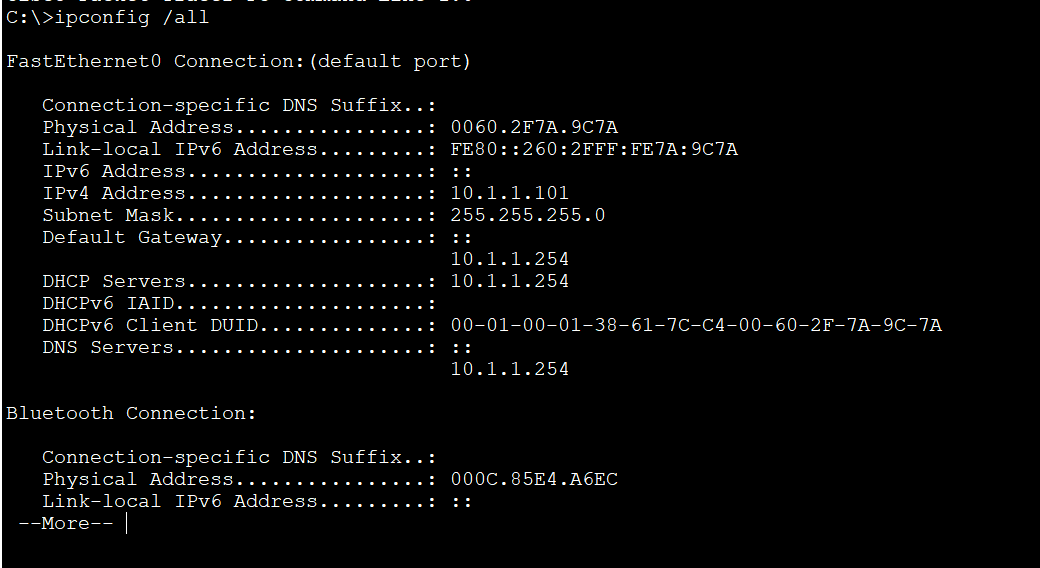 C:\>ipconfig /all
FastEthernet0 Connection:(default port)
Connection-specific DNS Suffix..:
Physical Address................: 0060.2F7A.9C7A
Link-local IPv6 Address.........: FE80::260:2FFF:FE7A:9C7A
IPv6 Address....................: ::
IPv4 Address....................: 10.1.1.101
Subnet Mask.....................: 255.255.255.0
Default Gateway.................: ::
10.1.1.254
DHCP Servers....................: 10.1.1.254
DHCPv6 IAID.....................:
DHCPv6 Client DUID..............: 00-01-00-01-38-61-7C-C4-00-60-2F-7A-9C-7A
DNS Servers.....................: ::
10.1.1.254
Bluetooth Connection:
Connection-specific DNS Suffix..:
Physical Address................: 000C.85E4.A6EC
Link-local IPv6 Address.........: ::
--More--